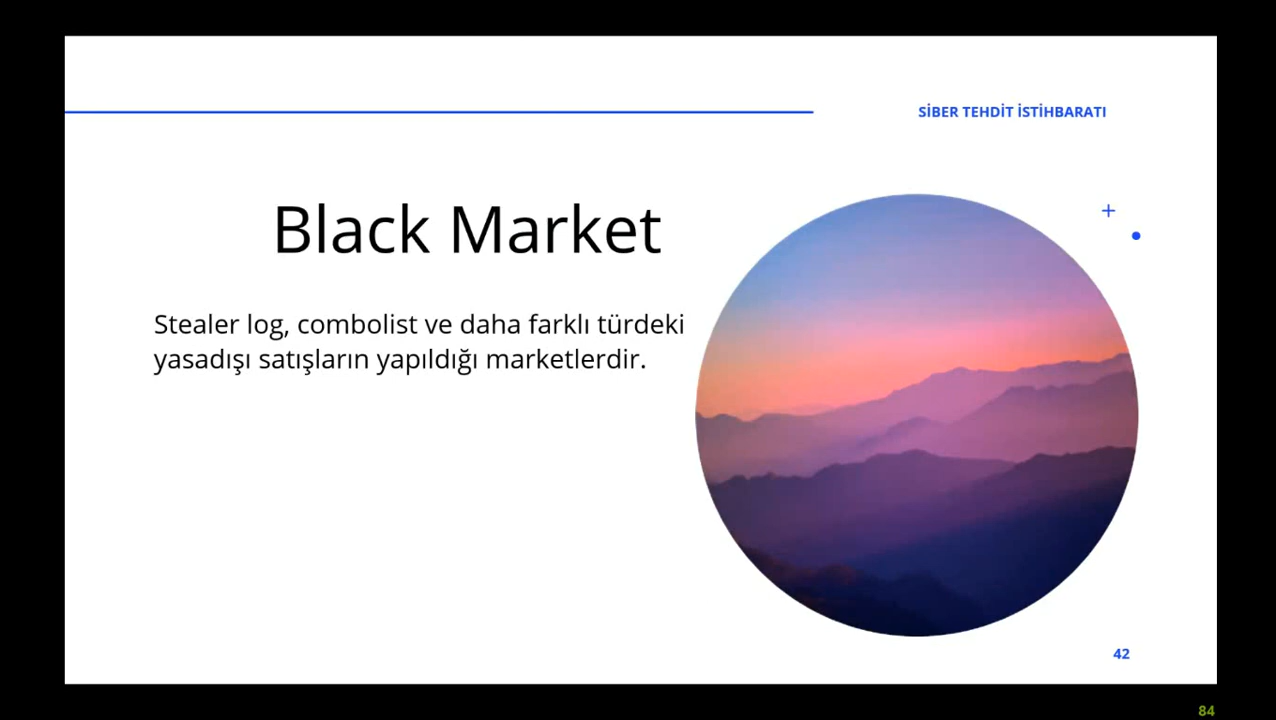 SİBER TEHDİT İSTİHBARATI
Black Market
Stealer log, combolist ve daha farklı türdeki
yasadışı satışların yapıldığı marketlerdir.
42
84